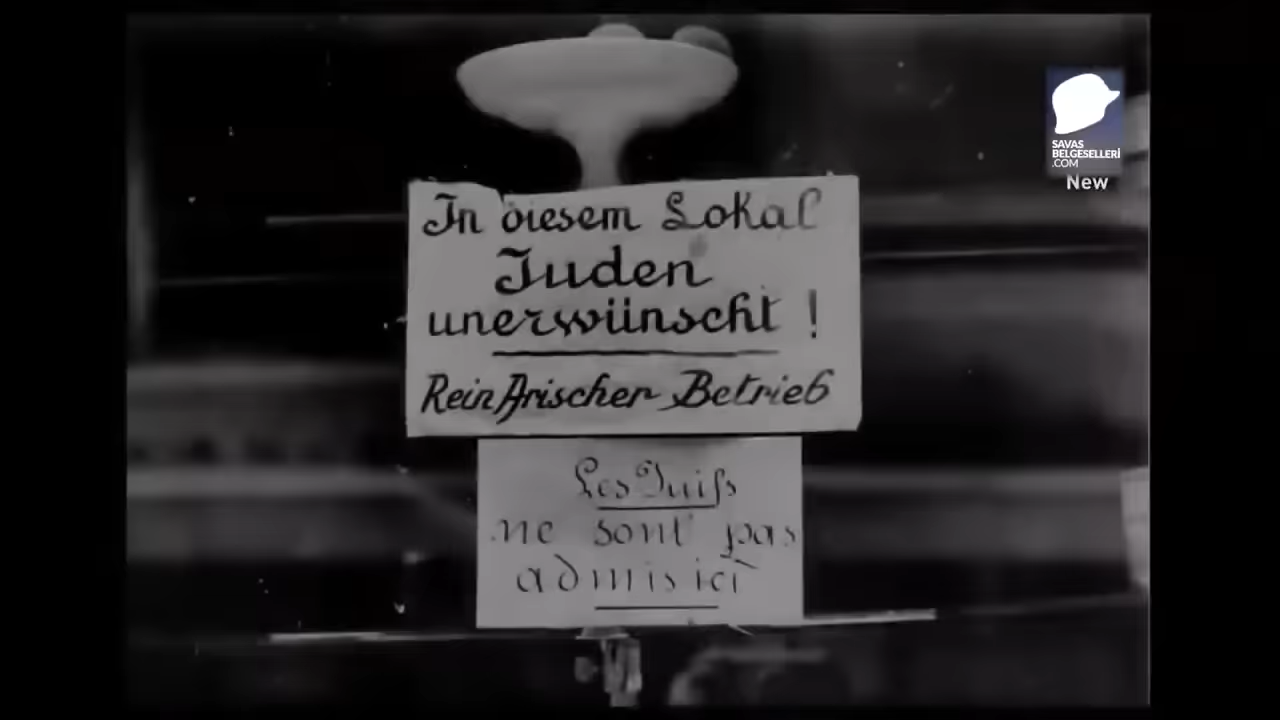 In diesem Lokal
Juden
unerwünscht !
Rein Arischer Betrieb
Les Juifs
ne sont pas
admis ici
SAVAS
BELGESELLERİ
.COM
New